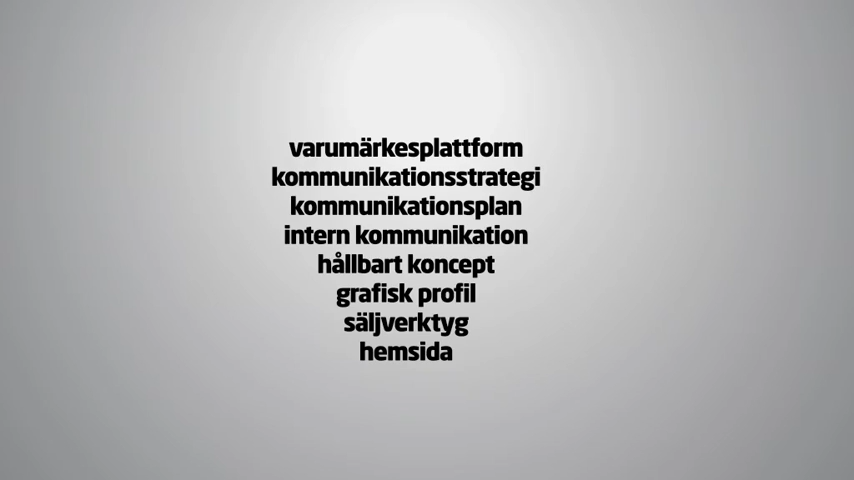 varumärkesplattform
kommunikationsstrategi
kommunikationsplan
intern kommunikation
hållbart koncept
grafisk profil
säljverktyg
hemsida